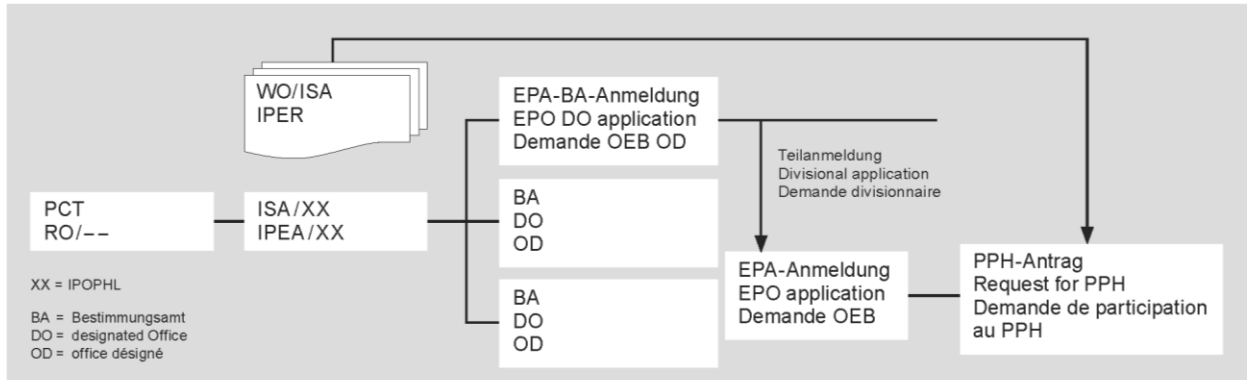 WO/ISA
IPER
EPA-BA-Anmeldung
EPO DO application
Demande OEB OD
Teilanmeldung
Divisional application
Demande divisionnaire
PCT
RO/––
ISA/XX
IPEA/XX
BA
DO
OD
XX = IPOPHL
BA = Bestimmungsamt
DO = designated Office
OD = office désigné
BA
DO
OD
EPA-Anmeldung
EPO application
Demande OEB
PPH-Antrag
Request for PPH
Demande de participation
au PPH